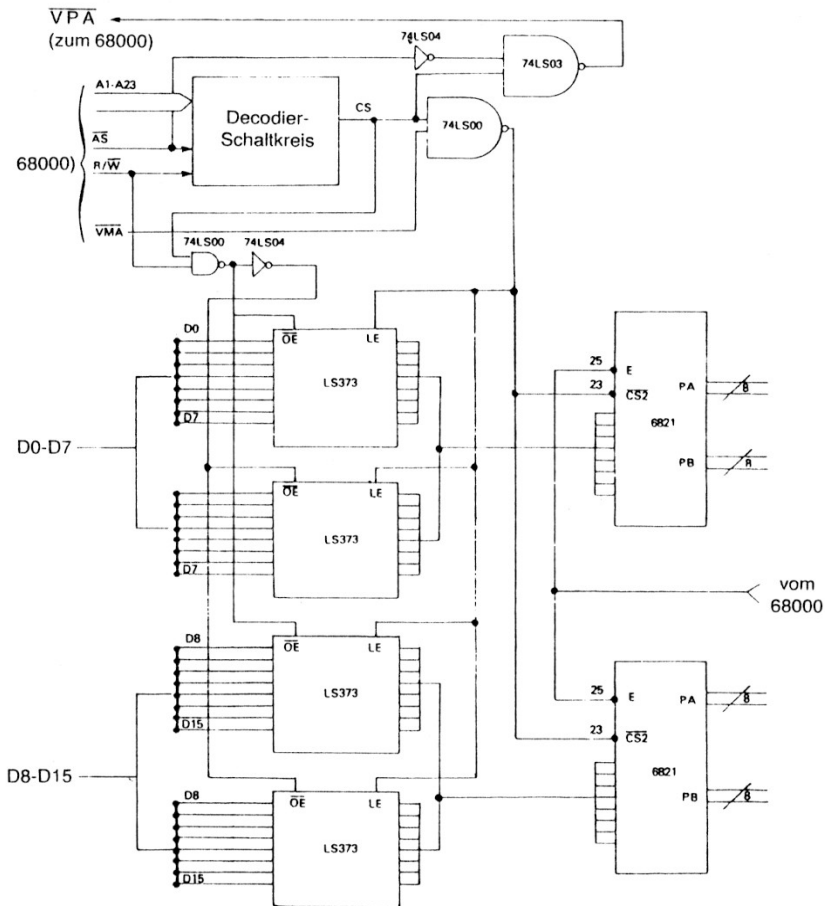 VPA
(zum 68000)
74LS04
74LS03
A1-A23
Decodier-
Schaltkreis
CS
74LS00
AS
68000)
R/W
VMA
74LS00
74LS04
D0
OE
LE
LS373
D7
D0-D7
OE
LE
LS373
D7
25
E
23
CS2
PA
8
6821
PB
8
vom
68000
D8
OE
LE
LS373
D15
D8-D15
D8
OE
LE
LS373
D15
25
E
23
CS2
PA
8
6821
PB
8